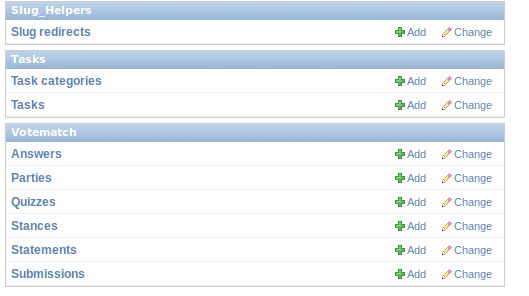 Slug_Helpers
Slug redirects Add Change
Tasks
Task categories Add Change
Tasks Add Change
Votematch
Answers Add Change
Parties Add Change
Quizzes Add Change
Stances Add Change
Statements Add Change
Submissions Add Change